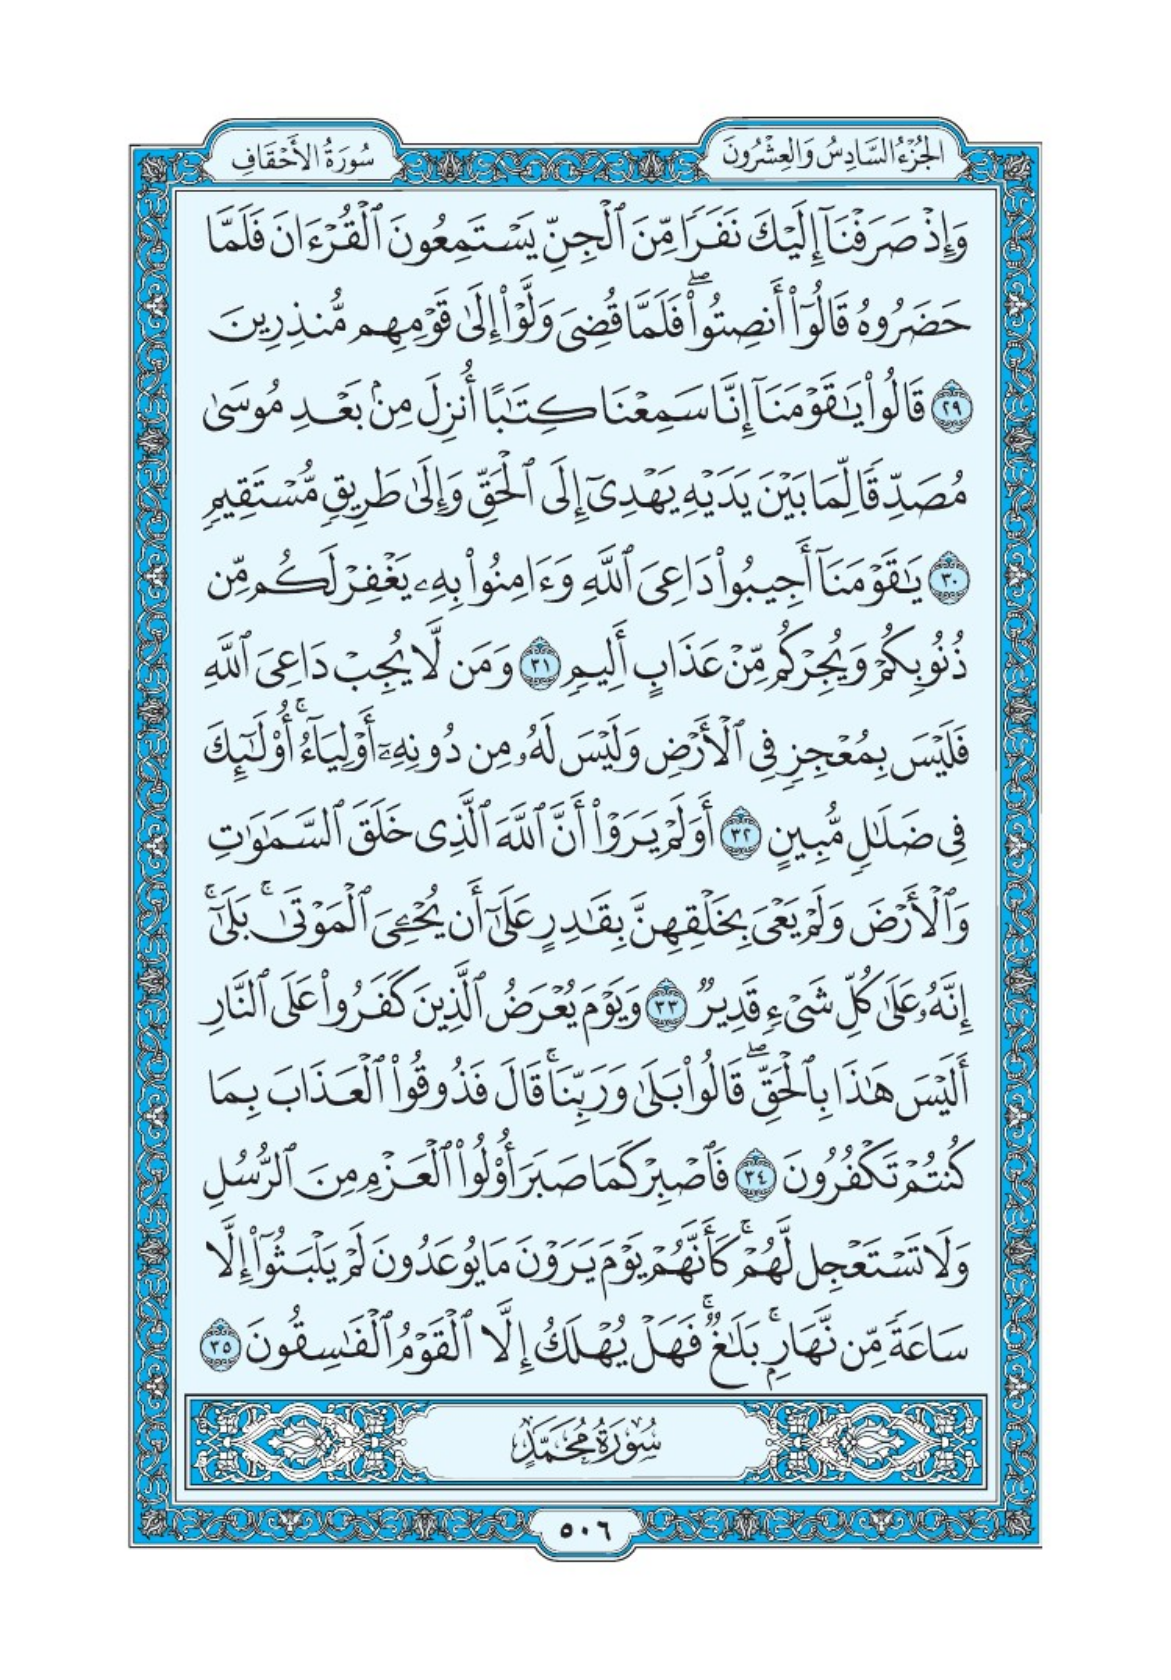 الجُزْءُ السَّادِسُ وَالعِشْرُونَ
سُورَةُ الأَحْقَافِ
وَإِذْ صَرَفْنَآ إِلَيْكَ نَفَرًا مِّنَ ٱلْجِنِّ يَسْتَمِعُونَ ٱلْقُرْءَانَ فَلَمَّا
حَضَرُوهُ قَالُوٓا۟ أَنصِتُوا۟ ۖ فَلَمَّا قُضِىَ وَلَّوْا۟ إِلَىٰ قَوْمِهِم مُّنذِرِينَ
٢٩ قَالُوا۟ يَٰقَوْمَنَآ إِنَّا سَمِعْنَا كِتَٰبًا أُنزِلَ مِنۢ بَعْدِ مُوسَىٰ
مُصَدِّقًا لِّمَا بَيْنَ يَدَيْهِ يَهْدِىٓ إِلَى ٱلْحَقِّ وَإِلَىٰ طَرِيقٍ مُّسْتَقِيمٍ
٣٠ يَٰقَوْمَنَآ أَجِيبُوا۟ دَاعِىَ ٱللَّهِ وَءَامِنُوا۟ بِهِۦ يَغْفِرْ لَكُم مِّن
ذُنُوبِكُمْ وَيُجِرْكُم مِّنْ عَذَابٍ أَلِيمٍ ٣١ وَمَن لَّا يُجِبْ دَاعِىَ ٱللَّهِ
فَلَيْسَ بِمُعْجِزٍ فِى ٱلْأَرْضِ وَلَيْسَ لَهُۥ مِن دُونِهِۦٓ أَوْلِيَآءُ ۚ أُو۟لَٰٓئِكَ
فِى ضَلَٰلٍ مُّبِينٍ ٣٢ أَوَلَمْ يَرَوْا۟ أَنَّ ٱللَّهَ ٱلَّذِى خَلَقَ ٱلسَّمَٰوَٰتِ
وَٱلْأَرْضَ وَلَمْ يَعْىَ بِخَلْقِهِنَّ بِقَٰدِرٍ عَلَىٰٓ أَن يُحْۦِىَ ٱلْمَوْتَىٰ ۚ بَلَىٰٓ ۚ
إِنَّهُۥ عَلَىٰ كُلِّ شَىْءٍ قَدِيرٌ ٣٣ وَيَوْمَ يُعْرَضُ ٱلَّذِينَ كَفَرُوا۟ عَلَى ٱلنَّارِ
أَلَيْسَ هَٰذَا بِٱلْحَقِّ ۖ قَالُوا۟ بَلَىٰ وَرَبِّنَا ۚ قَالَ فَذُوقُوا۟ ٱلْعَذَابَ بِمَا
كُنتُمْ تَكْفُرُونَ ٣٤ فَٱصْبِرْ كَمَا صَبَرَ أُو۟لُوا۟ ٱلْعَزْمِ مِنَ ٱلرُّسُلِ
وَلَا تَسْتَعْجِل لَّهُمْ ۚ كَأَنَّهُمْ يَوْمَ يَرَوْنَ مَا يُوعَدُونَ لَمْ يَلْبَثُوٓا۟ إِلَّا
سَاعَةً مِّن نَّهَارٍۭ ۚ بَلَٰغٌ ۚ فَهَلْ يُهْلَكُ إِلَّا ٱلْقَوْمُ ٱلْفَٰسِقُونَ ٣٥
سُورَةُ مُحَمَّدٍ
٥٠٦